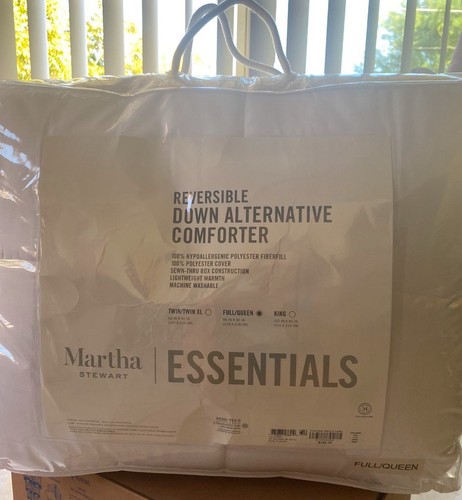 REVERSIBLE
DOWN ALTERNATIVE
COMFORTER
100% HYPOALLERGENIC POLYESTER FIBERFILL
100% POLYESTER COVER
SEWN-THRU BOX CONSTRUCTION
LIGHTWEIGHT WARMTH
MACHINE WASHABLE
TWIN/TWIN XL FULL/QUEEN KING
Martha
STEWART
ESSENTIALS
FULL/QUEEN